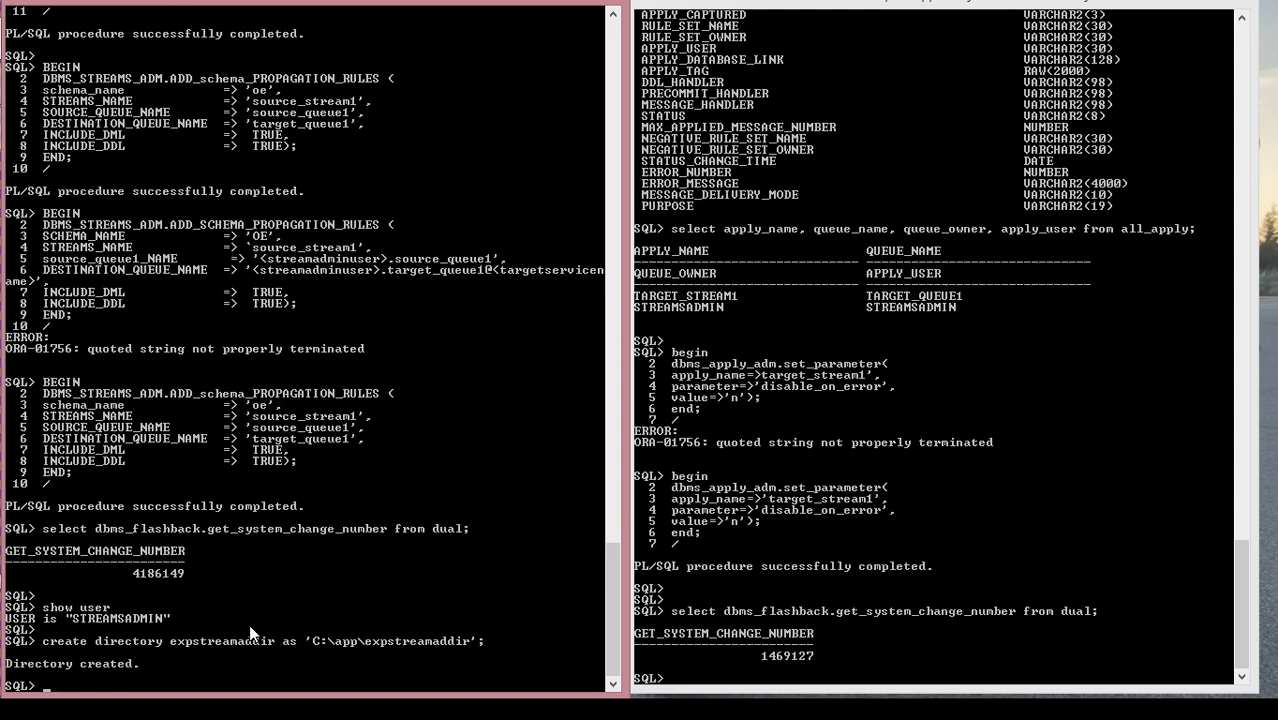 11  /
PL/SQL procedure successfully completed.
SQL>
SQL> BEGIN
2  DBMS_STREAMS_ADM.ADD_schema_PROPAGATION_RULES (
3  schema_name            => 'oe',
4  STREAMS_NAME           => 'source_stream1',
5  SOURCE_QUEUE_NAME      => 'source_queue1',
6  DESTINATION_QUEUE_NAME  => 'target_queue1',
7  INCLUDE_DML            =>  TRUE,
8  INCLUDE_DDL            =>  TRUE);
9  END;
10  /
PL/SQL procedure successfully completed.
SQL> BEGIN
2  DBMS_STREAMS_ADM.ADD_SCHEMA_PROPAGATION_RULES (
3  SCHEMA_NAME            => 'OE',
4  STREAMS_NAME           => `source_stream1',
5  source_queue1_NAME      => '<streamadminuser>.source_queue1',
6  DESTINATION_QUEUE_NAME  => '<streamadminuser>.target_queue1@<targetservicen
ame>',
7  INCLUDE_DML            =>  TRUE,
8  INCLUDE_DDL            =>  TRUE);
9  END;
10  /
ERROR:
ORA-01756: quoted string not properly terminated
SQL> BEGIN
2  DBMS_STREAMS_ADM.ADD_schema_PROPAGATION_RULES (
3  schema_name            => 'oe',
4  STREAMS_NAME           => 'source_stream1',
5  SOURCE_QUEUE_NAME      => 'source_queue1',
6  DESTINATION_QUEUE_NAME  => 'target_queue1',
7  INCLUDE_DML            =>  TRUE,
8  INCLUDE_DDL            =>  TRUE);
9  END;
10  /
PL/SQL procedure successfully completed.
SQL> select dbms_flashback.get_system_change_number from dual;
GET_SYSTEM_CHANGE_NUMBER
------------------------
4186149
SQL>
SQL> show user
USER is "STREAMSADMIN"
SQL>
SQL> create directory expstreamaddir as 'C:\app\expstreamaddir';
Directory created.
SQL> _
APPLY_CAPTURED VARCHAR2(3)
RULE_SET_NAME VARCHAR2(30)
RULE_SET_OWNER VARCHAR2(30)
APPLY_USER VARCHAR2(30)
APPLY_DATABASE_LINK VARCHAR2(128)
APPLY_TAG RAW(2000)
DDL_HANDLER VARCHAR2(98)
PRECOMMIT_HANDLER VARCHAR2(98)
MESSAGE_HANDLER VARCHAR2(98)
STATUS VARCHAR2(8)
MAX_APPLIED_MESSAGE_NUMBER NUMBER
NEGATIVE_RULE_SET_NAME VARCHAR2(30)
NEGATIVE_RULE_SET_OWNER VARCHAR2(30)
STATUS_CHANGE_TIME DATE
ERROR_NUMBER NUMBER
ERROR_MESSAGE VARCHAR2(4000)
MESSAGE_DELIVERY_MODE VARCHAR2(10)
PURPOSE VARCHAR2(19)
SQL> select apply_name, queue_name, queue_owner, apply_user from all_apply;
APPLY_NAME QUEUE_NAME
------------------------------ ------------------------------
QUEUE_OWNER APPLY_USER
------------------------------ ------------------------------
TARGET_STREAM1 TARGET_QUEUE1
STREAMSADMIN STREAMSADMIN
SQL>
SQL> begin
2  dbms_apply_adm.set_parameter(
3  apply_name=>target_stream1',
4  parameter=>'disable_on_error',
5  value=>'n');
6  end;
7  /
ERROR:
ORA-01756: quoted string not properly terminated
SQL> begin
2  dbms_apply_adm.set_parameter(
3  apply_name=>'target_stream1',
4  parameter=>'disable_on_error',
5  value=>'n');
6  end;
7  /
PL/SQL procedure successfully completed.
SQL>
SQL>
SQL> select dbms_flashback.get_system_change_number from dual;
GET_SYSTEM_CHANGE_NUMBER
------------------------
1469127
SQL>